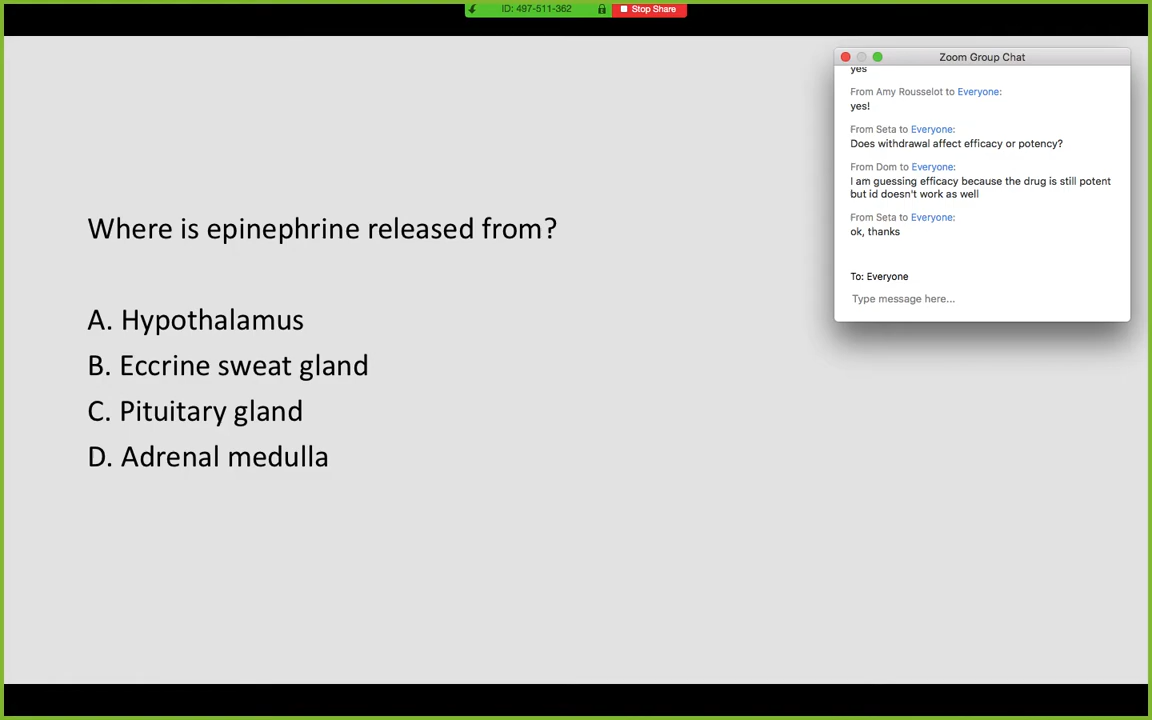 ID: 497-511-362
Stop Share
Zoom Group Chat
yes
From Amy Rousselot to Everyone:
yes!
From Seta to Everyone:
Does withdrawal affect efficacy or potency?
From Dom to Everyone:
I am guessing efficacy because the drug is still potent
but id doesn't work as well
From Seta to Everyone:
ok, thanks
To: Everyone
Type message here...
Where is epinephrine released from?
A. Hypothalamus
B. Eccrine sweat gland
C. Pituitary gland
D. Adrenal medulla